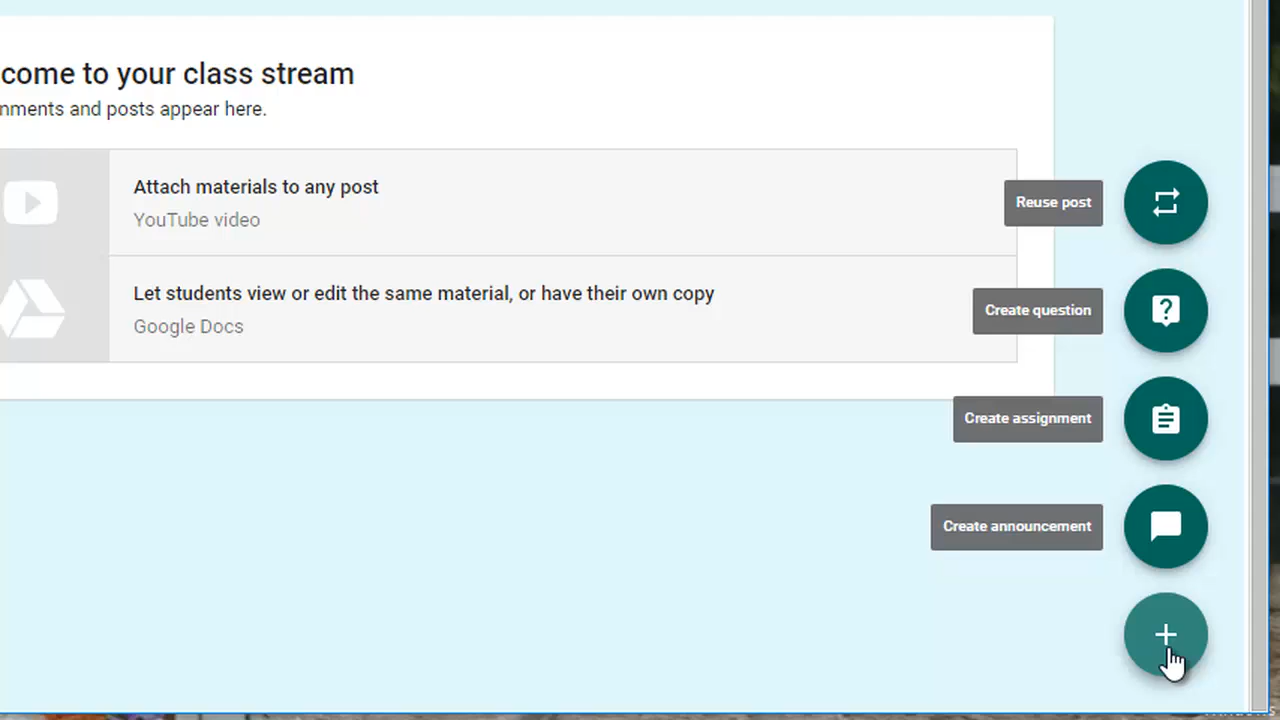 come to your class stream
nments and posts appear here.
Attach materials to any post
YouTube video
Reuse post
Let students view or edit the same material, or have their own copy
Google Docs
Create question
Create assignment
Create announcement